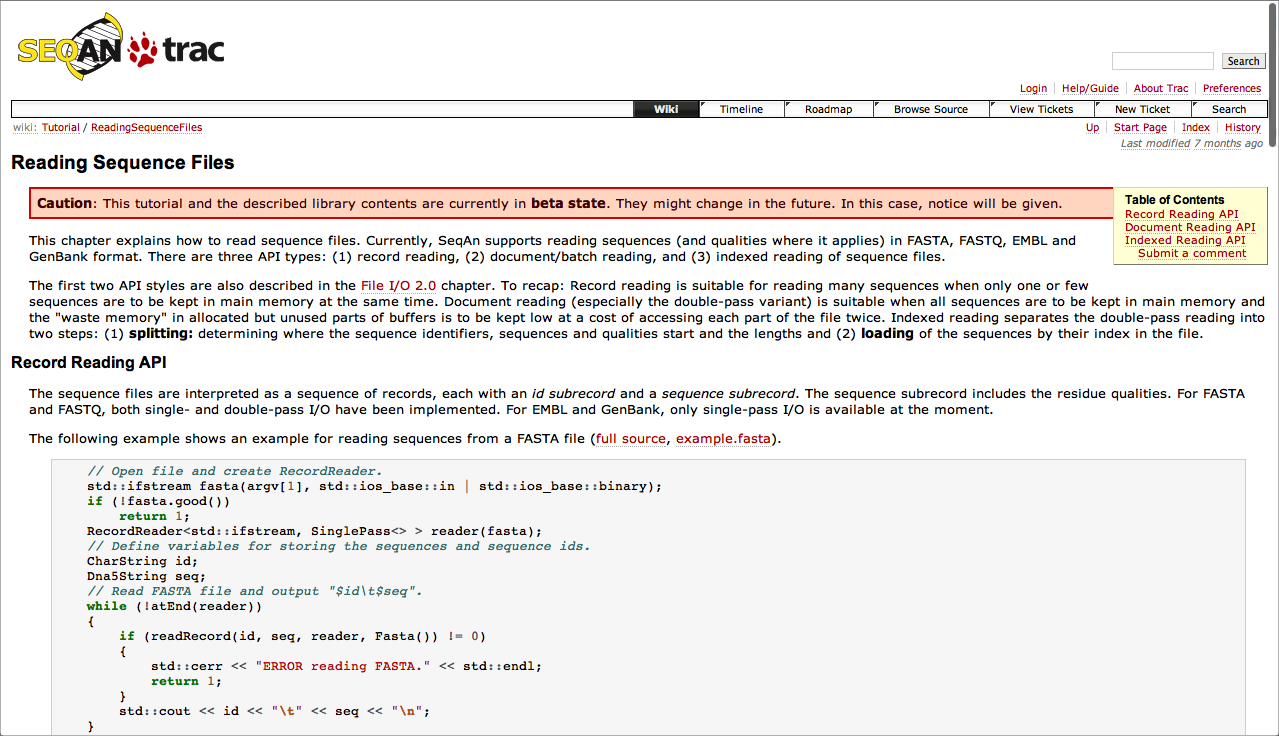 SEQAN trac
Search
Login Help/Guide About Trac Preferences
Wiki Timeline Roadmap Browse Source View Tickets New Ticket Search
wiki: Tutorial / ReadingSequenceFiles
Up Start Page Index History
Last modified 7 months ago
Reading Sequence Files
Caution: This tutorial and the described library contents are currently in beta state. They might change in the future. In this case, notice will be given.
Table of Contents
Record Reading API
Document Reading API
Indexed Reading API
Submit a comment
This chapter explains how to read sequence files. Currently, SeqAn supports reading sequences (and qualities where it applies) in FASTA, FASTQ, EMBL and
GenBank format. There are three API types: (1) record reading, (2) document/batch reading, and (3) indexed reading of sequence files.
The first two API styles are also described in the File I/O 2.0 chapter. To recap: Record reading is suitable for reading many sequences when only one or few
sequences are to be kept in main memory at the same time. Document reading (especially the double-pass variant) is suitable when all sequences are to be kept in main memory and
the "waste memory" in allocated but unused parts of buffers is to be kept low at a cost of accessing each part of the file twice. Indexed reading separates the double-pass reading into
two steps: (1) splitting: determining where the sequence identifiers, sequences and qualities start and the lengths and (2) loading of the sequences by their index in the file.
Record Reading API
The sequence files are interpreted as a sequence of records, each with an id subrecord and a sequence subrecord. The sequence subrecord includes the residue qualities. For FASTA
and FASTQ, both single- and double-pass I/O have been implemented. For EMBL and GenBank, only single-pass I/O is available at the moment.
The following example shows an example for reading sequences from a FASTA file (full source, example.fasta).
// Open file and create RecordReader.
std::ifstream fasta(argv[1], std::ios_base::in | std::ios_base::binary);
if (!fasta.good())
    return 1;
RecordReader<std::ifstream, SinglePass<> > reader(fasta);
// Define variables for storing the sequences and sequence ids.
CharString id;
Dna5String seq;
// Read FASTA file and output "$id\t$seq".
while (!atEnd(reader))
{
    if (readRecord(id, seq, reader, Fasta()) != 0)
    {
        std::cerr << "ERROR reading FASTA." << std::endl;
        return 1;
    }
    std::cout << id << "\t" << seq << "\n";
}